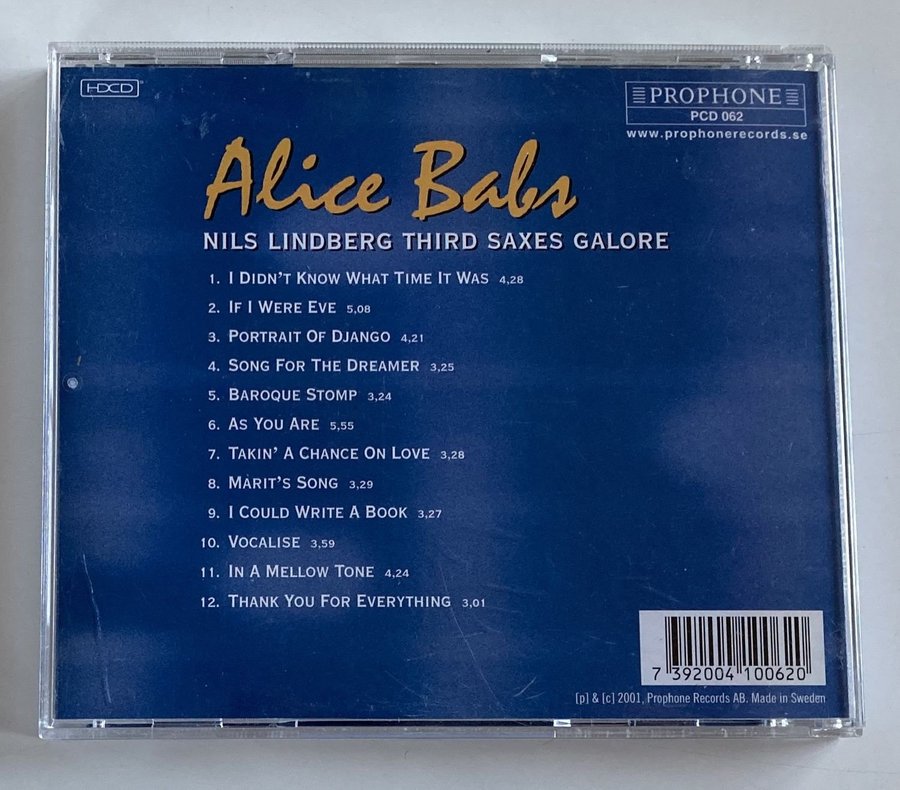 HDCD
PROPHONE
PCD 062
www.prophonerecords.se
Alice Babs
NILS LINDBERG THIRD SAXES GALORE
1. I DIDN'T KNOW WHAT TIME IT WAS 4,28
2. IF I WERE EVE 5,08
3. PORTRAIT OF DJANGO 4,21
4. SONG FOR THE DREAMER 3,25
5. BAROQUE STOMP 3,24
6. AS YOU ARE 5,55
7. TAKIN' A CHANCE ON LOVE 3,28
8. MARIT'S SONG 3,29
9. I COULD WRITE A BOOK 3,27
10. VOCALISE 3,59
11. IN A MELLOW TONE 4,24
12. THANK YOU FOR EVERYTHING 3,01
7 392004 100620
[p] & [c] 2001, Prophone Records AB. Made in Sweden